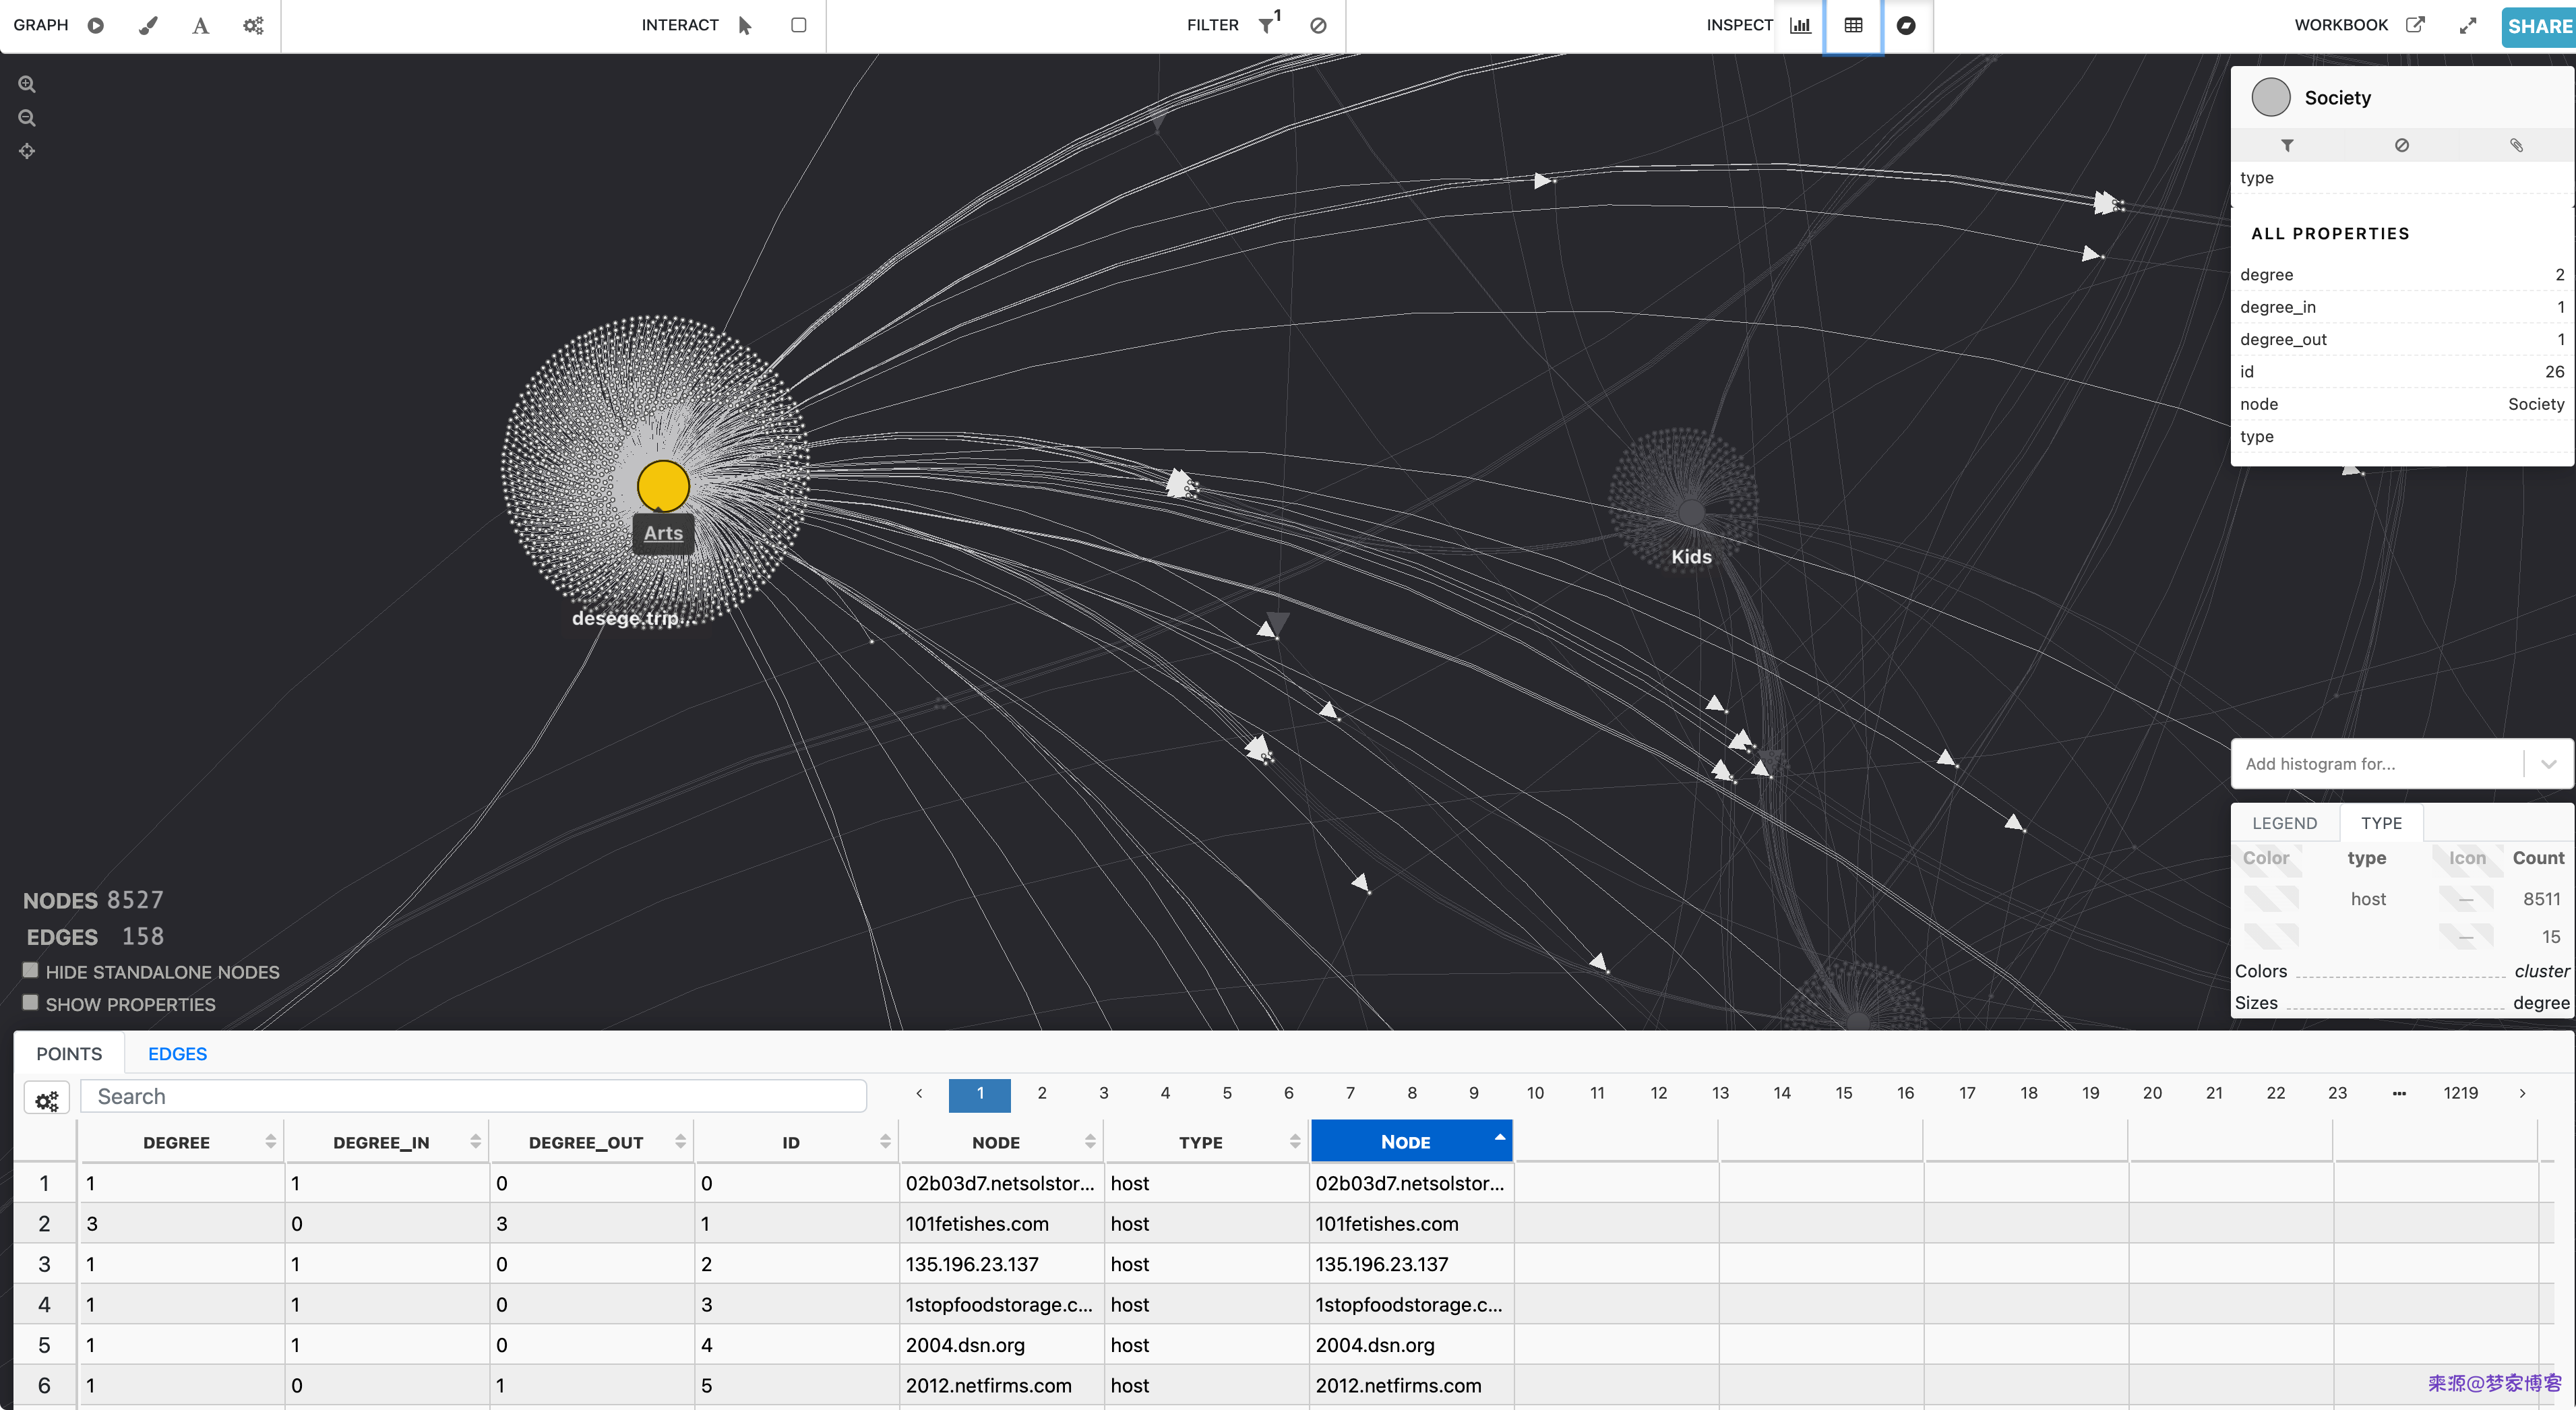 GRAPH INTERACT FILTER 1 INSPECT WORKBOOK SHARE
Society
type
ALL PROPERTIES
degree 2
degree_in 1
degree_out 1
id 26
node Society
type
Arts
desege.trip...
Kids
Add histogram for...
LEGEND TYPE
Color type Icon Count
host — 8511
— 15
Colors cluster
Sizes degree
NODES 8527
EDGES 158
HIDE STANDALONE NODES
SHOW PROPERTIES
POINTS EDGES
Search ‹ 1 2 3 4 5 6 7 8 9 10 11 12 13 14 15 16 17 18 19 20 21 22 23 ... 1219 ›
DEGREE DEGREE_IN DEGREE_OUT ID NODE TYPE NODE
1 1 1 0 0 02b03d7.netsolstor... host 02b03d7.netsolstor...
2 3 0 3 1 101fetishes.com host 101fetishes.com
3 1 1 0 2 135.196.23.137 host 135.196.23.137
4 1 1 0 3 1stopfoodstorage.c... host 1stopfoodstorage.c...
5 1 1 0 4 2004.dsn.org host 2004.dsn.org
6 1 0 1 5 2012.netfirms.com host 2012.netfirms.com
来源@梦家博客